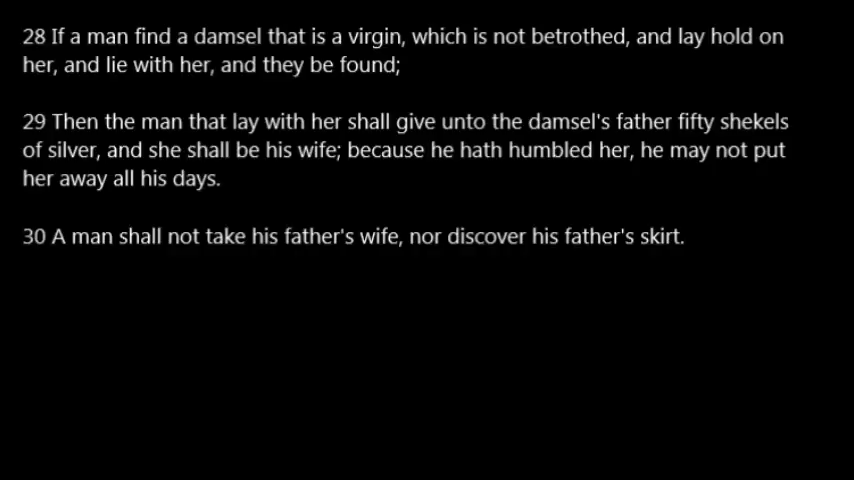 28 If a man find a damsel that is a virgin, which is not betrothed, and lay hold on
her, and lie with her, and they be found;
29 Then the man that lay with her shall give unto the damsel's father fifty shekels
of silver, and she shall be his wife; because he hath humbled her, he may not put
her away all his days.
30 A man shall not take his father's wife, nor discover his father's skirt.